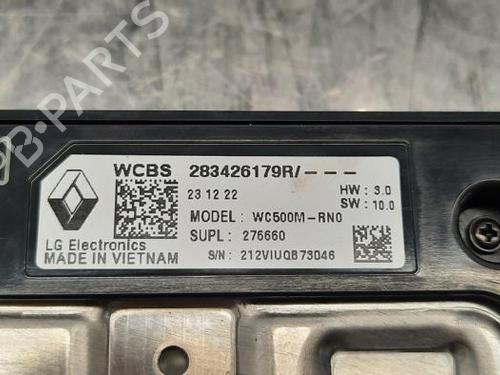 B-PARTS
WCBS 283426179R/---
23 12 22
HW : 3.0
SW : 10.0
MODEL : WC500M-RN0
LG Electronics
SUPL : 276660
MADE IN VIETNAM
S/N : 212VIUQB73046